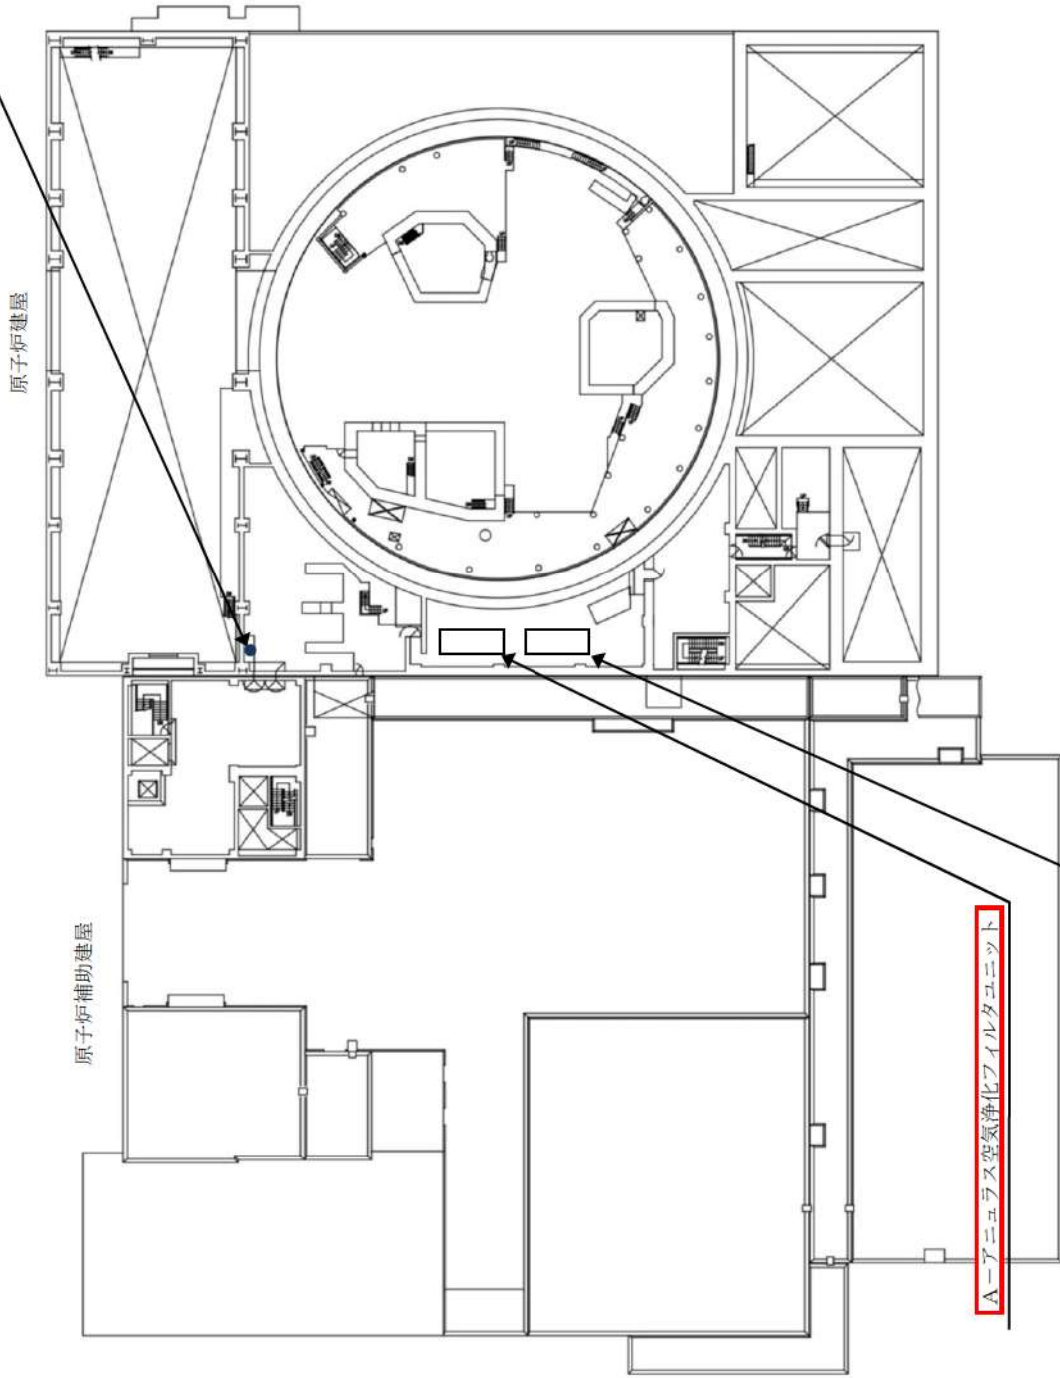 原子炉建屋
原子炉補助建屋
A－アニュラス空気浄化フィルタユニット